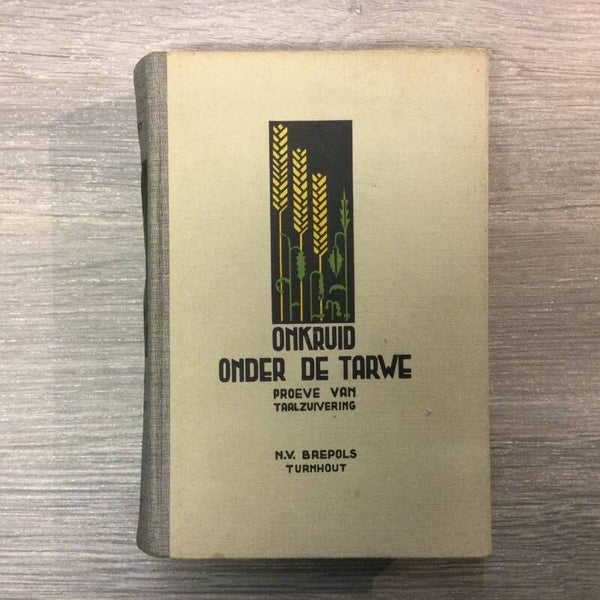 ONKRUID
ONDER DE TARWE
PROEVE VAN
TAALZUIVERING
N.V. BREPOLS
TURNHOUT